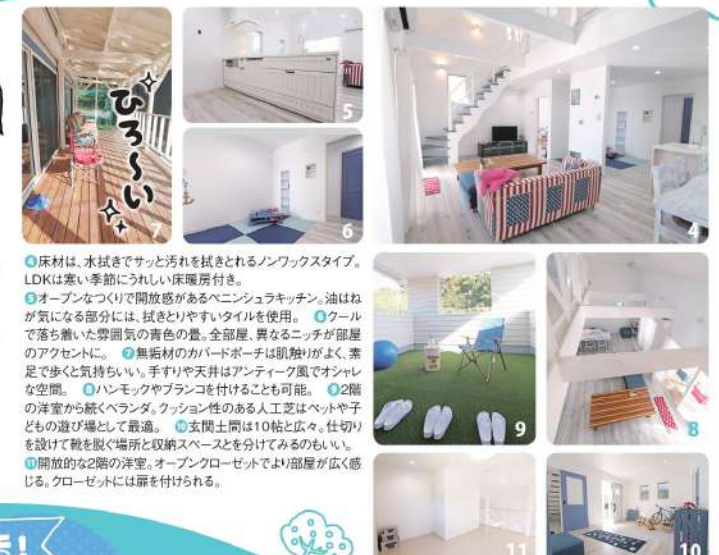 ひろ〜い
7
5
6
4
❹床材は、水拭きでサッと汚れを拭きとれるノンワックスタイプ。
LDKは寒い季節にうれしい床暖房付き。
❺オープンなつくりで開放感があるペニンシュラキッチン。油はね
が気になる部分には、拭きとりやすいタイルを使用。 ❻クール
で落ち着いた雰囲気の青色の畳。全部屋、異なるニッチが部屋
のアクセントに。 ❼無垢材のカバードポーチは肌触りがよく、素
足で歩くと気持ちいい。手すりや天井はアンティーク風でオシャレ
な空間。 ❽ハンモックやブランコを付けることも可能。 ❾2階
の洋室から続くベランダ。クッション性のある人工芝はペットや子
どもの遊び場として最適。 ❿玄関土間は10帖と広々。仕切り
を設けて靴を脱ぐ場所と収納スペースとを分けてみるのもいい。
⓫開放的な2階の洋室。オープンクローゼットでより部屋が広く感
じる。クローゼットには扉を付けられる。
9
8
11
10